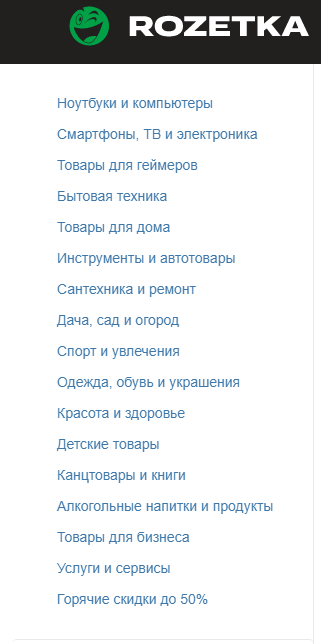 ROZETKA
Ноутбуки и компьютеры
Смартфоны, ТВ и электроника
Товары для геймеров
Бытовая техника
Товары для дома
Инструменты и автотовары
Сантехника и ремонт
Дача, сад и огород
Спорт и увлечения
Одежда, обувь и украшения
Красота и здоровье
Детские товары
Канцтовары и книги
Алкогольные напитки и продукты
Товары для бизнеса
Услуги и сервисы
Горячие скидки до 50%